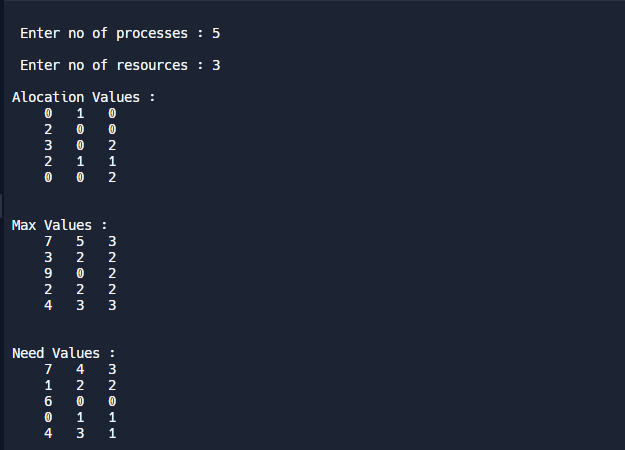 Enter no of processes : 5
Enter no of resources : 3
Alocation Values :
0 1 0
2 0 0
3 0 2
2 1 1
0 0 2
Max Values :
7 5 3
3 2 2
9 0 2
2 2 2
4 3 3
Need Values :
7 4 3
1 2 2
6 0 0
0 1 1
4 3 1